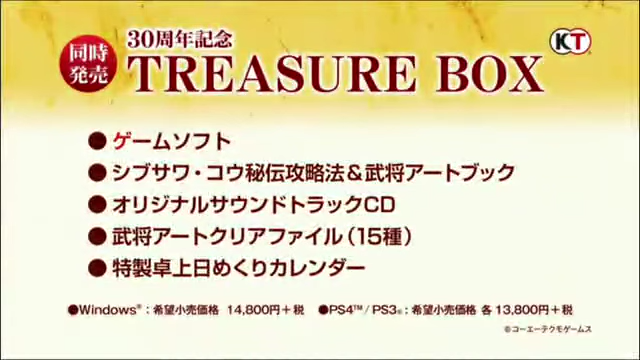 同時
発売
30周年記念
TREASURE BOX
KT
●ゲームソフト
●シブサワ・コウ秘伝攻略法＆武将アートブック
●オリジナルサウンドトラックCD
●武将アートクリアファイル（15種）
●特製卓上日めくりカレンダー
●Windows®：希望小売価格 14,800円＋税 ●PS4™/PS3®：希望小売価格 各13,800円＋税
©コーエーテクモゲームス